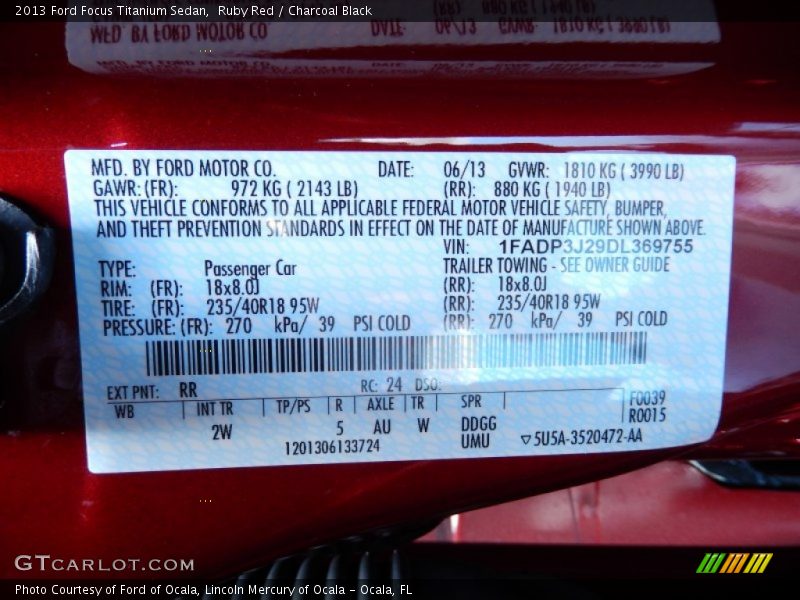 2013 Ford Focus Titanium Sedan, Ruby Red / Charcoal Black
MFD. BY FORD MOTOR CO. DATE: 06/13 GVWR: 1810 KG ( 3990 LB)
GAWR: (FR): 972 KG ( 2143 LB) (RR): 880 KG ( 1940 LB)
THIS VEHICLE CONFORMS TO ALL APPLICABLE FEDERAL MOTOR VEHICLE SAFETY, BUMPER,
AND THEFT PREVENTION STANDARDS IN EFFECT ON THE DATE OF MANUFACTURE SHOWN ABOVE.
VIN: 1FADP3J29DL369755
TYPE: Passenger Car TRAILER TOWING - SEE OWNER GUIDE
RIM: (FR): 18x8.0J (RR): 18x8.0J
TIRE: (FR): 235/40R18 95W (RR): 235/40R18 95W
PRESSURE: (FR): 270 kPa/ 39 PSI COLD (RR): 270 kPa/ 39 PSI COLD
EXT PNT: RR RC: 24 DSO:
WB INT TR TP/PS R AXLE TR SPR F0039
R0015
2W 5 AU W DDGG
1201306133724 UMU ▽5U5A-3520472-AA
GTCARLOT.COM
Photo Courtesy of Ford of Ocala, Lincoln Mercury of Ocala - Ocala, FL